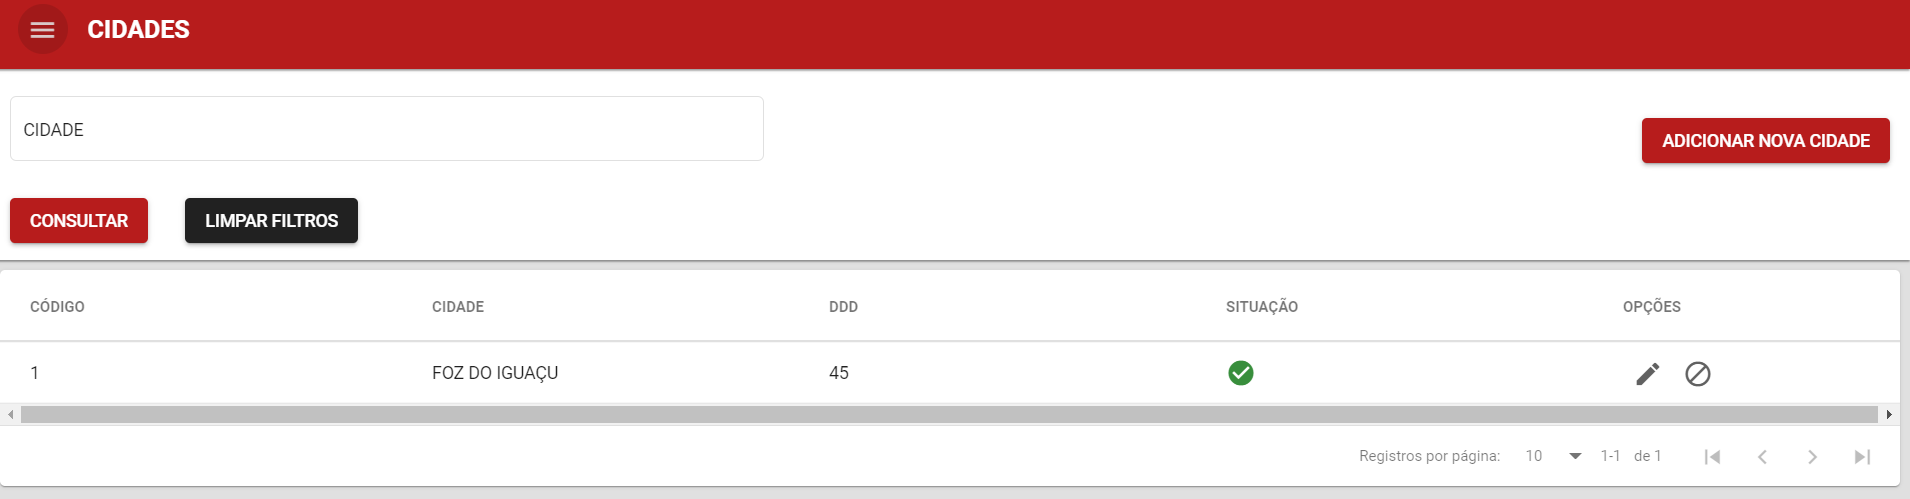 CIDADES
CIDADE
ADICIONAR NOVA CIDADE
CONSULTAR LIMPAR FILTROS
CÓDIGO CIDADE DDD SITUAÇÃO OPÇÕES
1 FOZ DO IGUAÇU 45
Registros por página: 10 1-1 de 1